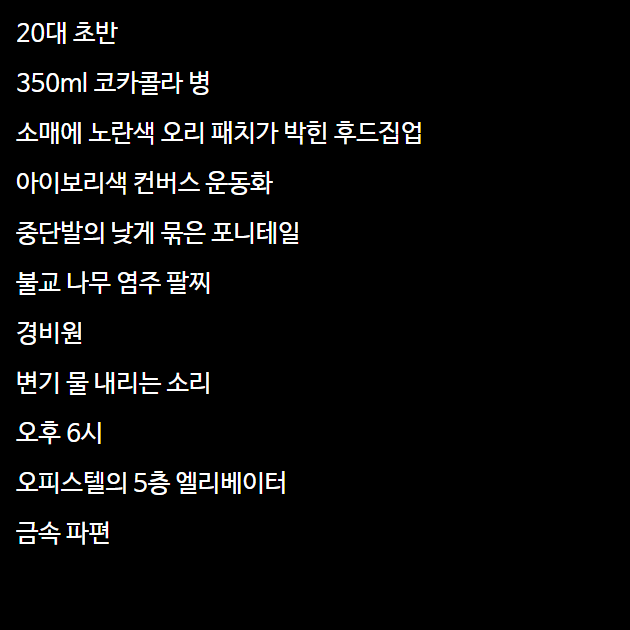 20대 초반
350ml 코카콜라 병
소매에 노란색 오리 패치가 박힌 후드집업
아이보리색 컨버스 운동화
중단발의 낮게 묶은 포니테일
불교 나무 염주 팔찌
경비원
변기 물 내리는 소리
오후 6시
오피스텔의 5층 엘리베이터
금속 파편